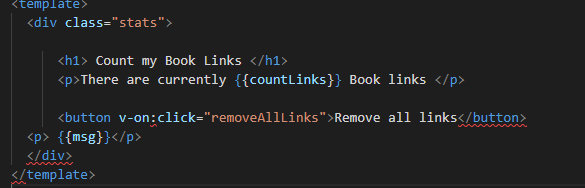 <template>
<div class="stats">
<h1> Count my Book Links </h1>
<p>There are currently {{countLinks}} Book links </p>
<button v-on:click="removeAllLinks">Remove all links</button>
<p> {{msg}}</p>
</div>
</template>